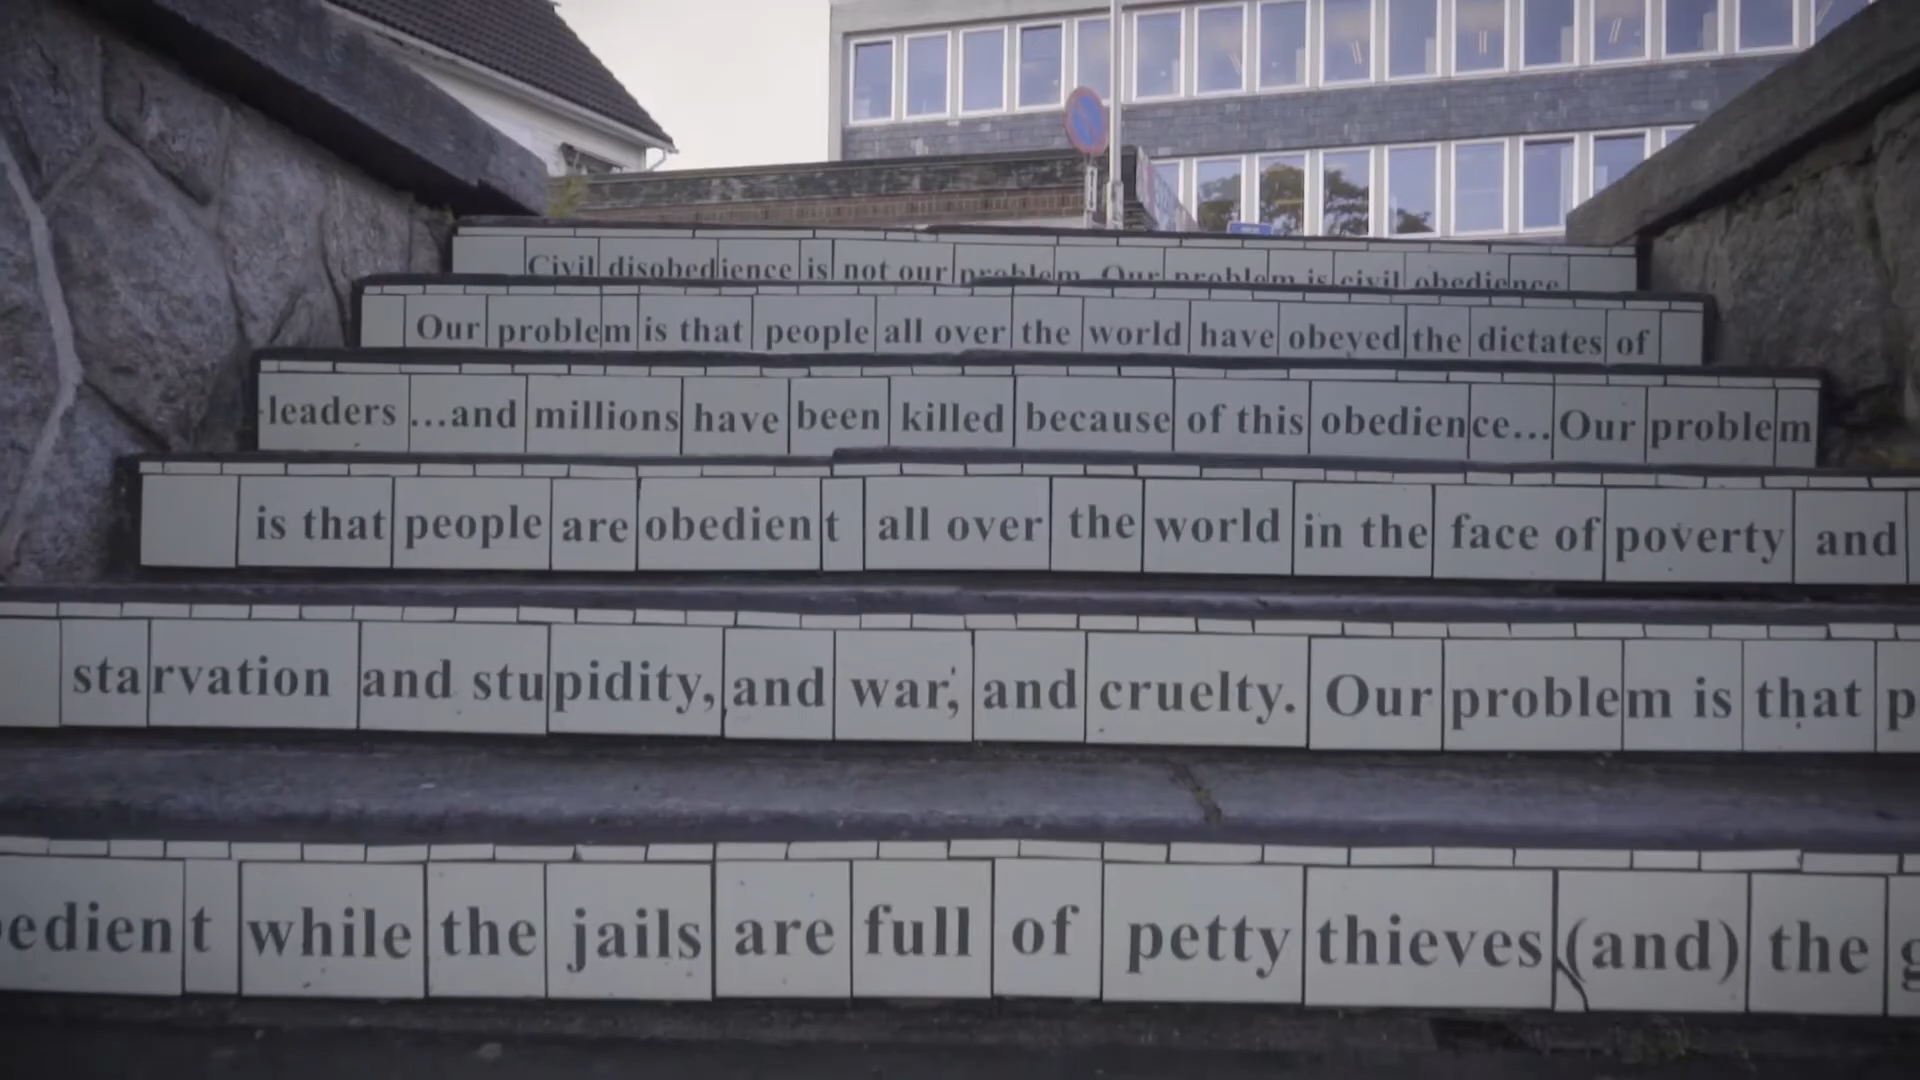 Civil disobedience is not our problem. Our problem is civil obedience.
Our problem is that people all over the world have obeyed the dictates of
leaders ...and millions have been killed because of this obedience... Our problem
is that people are obedient all over the world in the face of poverty and
starvation and stupidity, and war, and cruelty. Our problem is that p
edient while the jails are full of petty thieves (and) the g